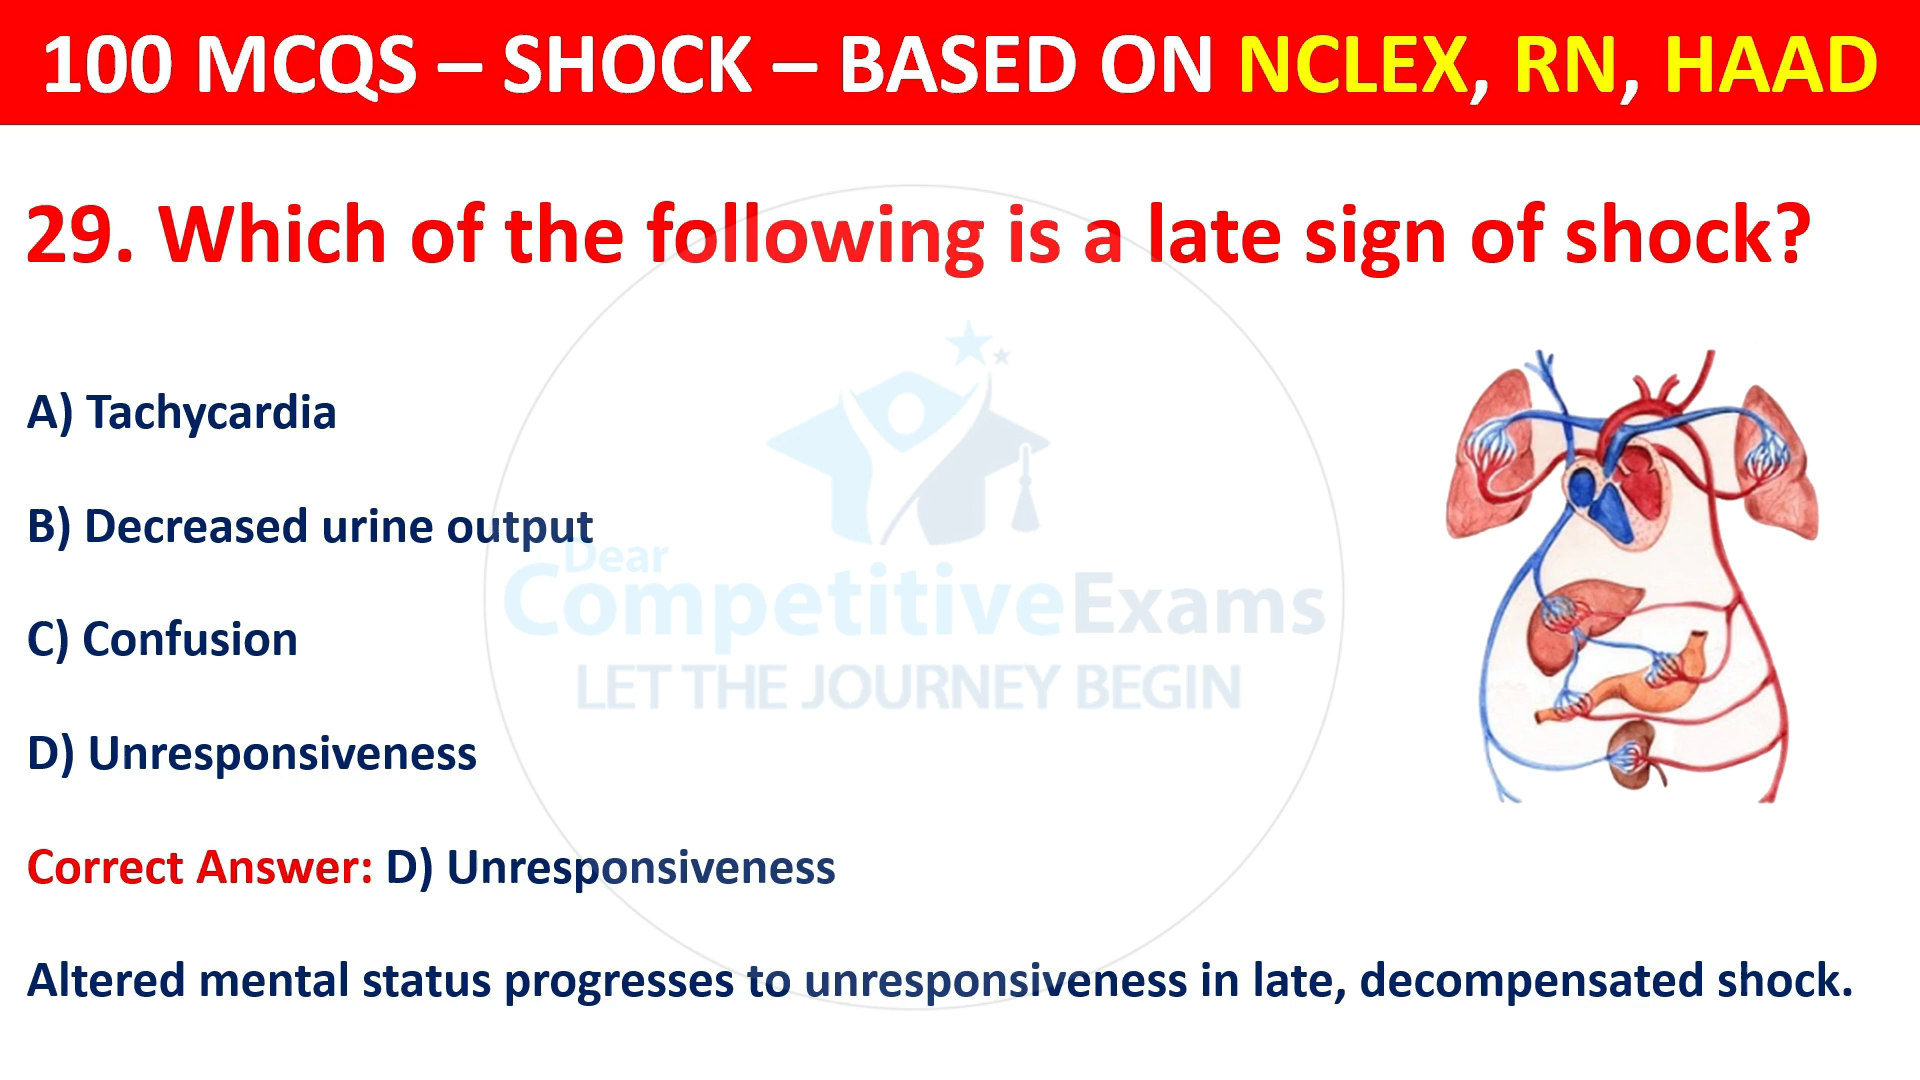 100 MCQS – SHOCK – BASED ON NCLEX, RN, HAAD
29. Which of the following is a late sign of shock?
A) Tachycardia
B) Decreased urine output
C) Confusion
D) Unresponsiveness
Correct Answer: D) Unresponsiveness
Altered mental status progresses to unresponsiveness in late, decompensated shock.
Dear
CompetitiveExams
LET THE JOURNEY BEGIN